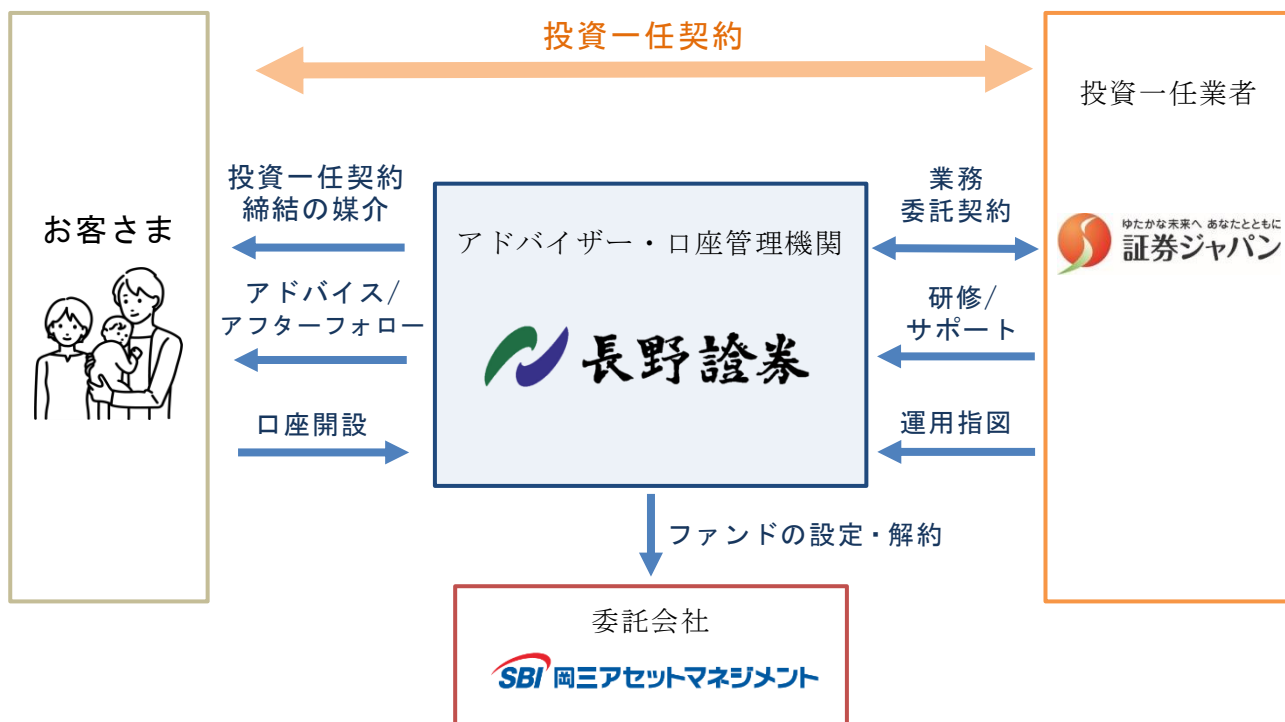 投資一任契約
投資一任業者
お客さま
投資一任契約
締結の媒介
アドバイス/
アフターフォロー
口座開設
アドバイザー・口座管理機関
長野證券
業務
委託契約
研修/
サポート
運用指図
ゆたかな未来へ あなたとともに
証券ジャパン
ファンドの設定・解約
委託会社
SBI 岡三アセットマネジメント